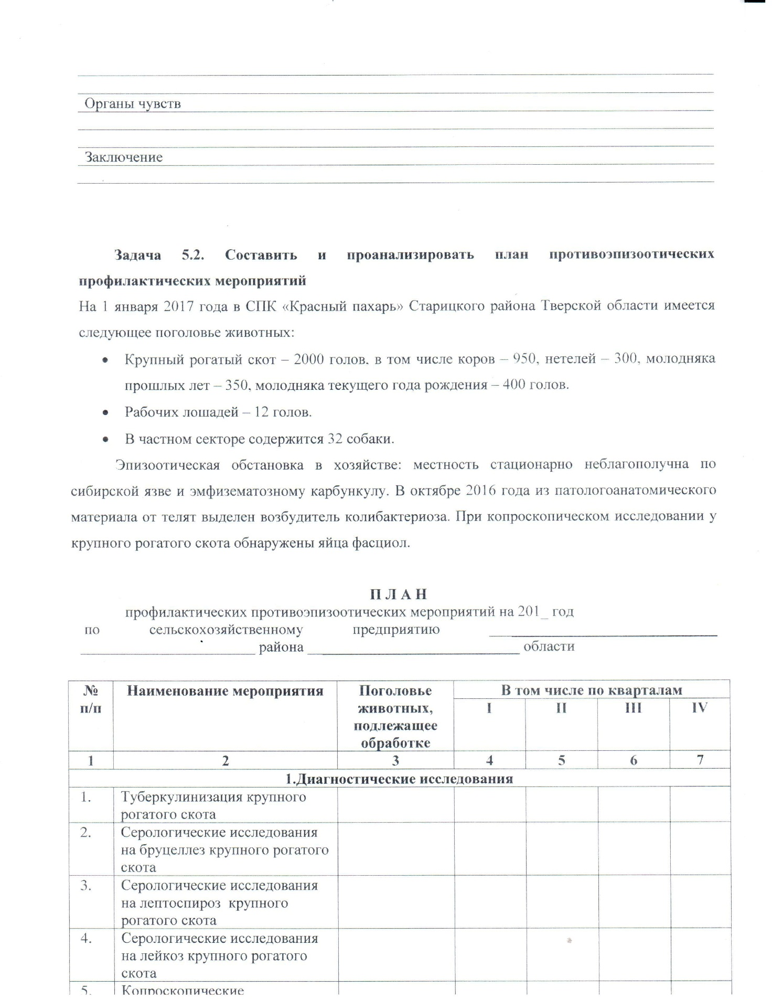 Органы чувств
Заключение
Задача 5.2. Составить и проанализировать план противоэпизоотических
профилактических мероприятий
На 1 января 2017 года в СПК «Красный пахарь» Старицкого района Тверской области имеется
следующее поголовье животных:
• Крупный рогатый скот – 2000 голов, в том числе коров – 950, нетелей – 300, молодняка
прошлых лет – 350, молодняка текущего года рождения – 400 голов.
• Рабочих лошадей – 12 голов.
• В частном секторе содержится 32 собаки.
Эпизоотическая обстановка в хозяйстве: местность стационарно неблагополучна по
сибирской язве и эмфизематозному карбункулу. В октябре 2016 года из патологоанатомического
материала от телят выделен возбудитель колибактериоза. При копроскопическом исследовании у
крупного рогатого скота обнаружены яйца фасциол.
П Л А Н
профилактических противоэпизоотических мероприятий на 201_ год
по сельскохозяйственному предприятию ____
____ района ____ области
№ п/п Наименование мероприятия Поголовье животных, подлежащее обработке В том числе по кварталам
I II III IV
1 2 3 4 5 6 7
1.Диагностические исследования
1. Туберкулинизация крупного
рогатого скота
2. Серологические исследования
на бруцеллез крупного рогатого
скота
3. Серологические исследования
на лептоспироз крупного
рогатого скота
4. Серологические исследования
на лейкоз крупного рогатого
скота
5. Копроскопические